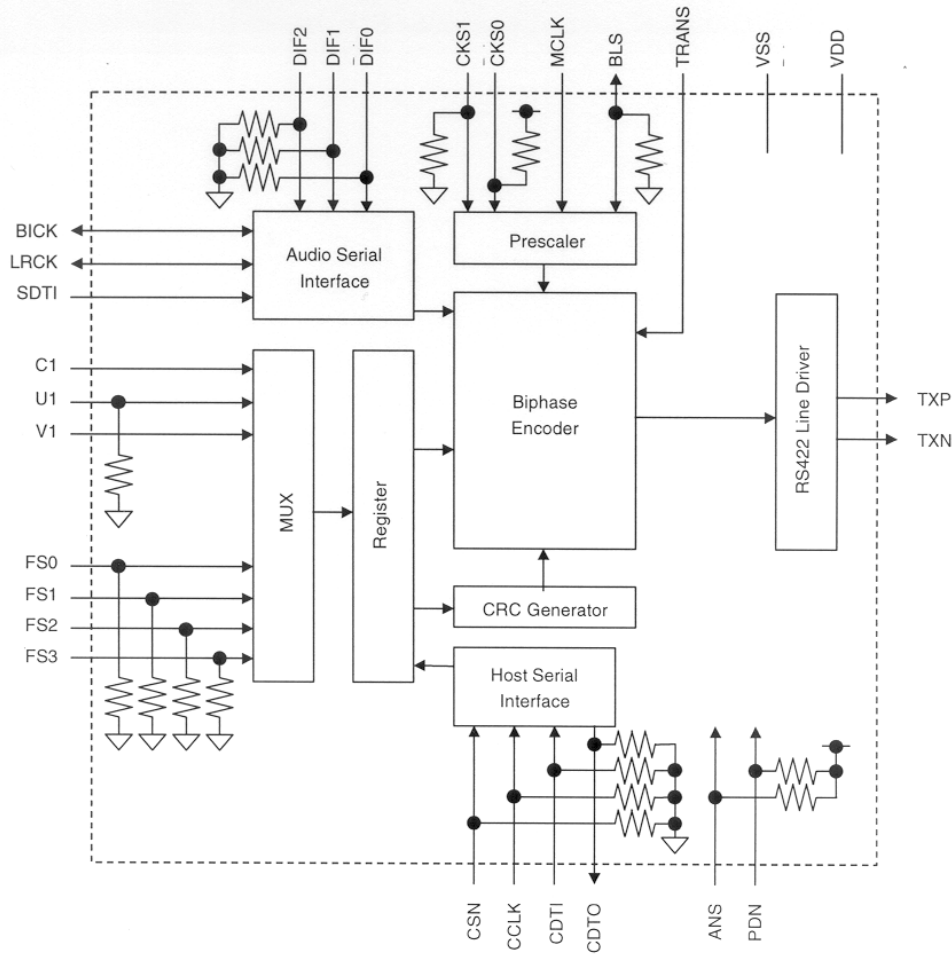 DIF2
DIF1
DIF0
CKS1
CKS0
MCLK
BLS
TRANS
VSS
VDD
BICK
LRCK
SDTI
Audio Serial
Interface
Prescaler
C1
U1
V1
Biphase
Encoder
RS422 Line Driver
TXP
TXN
MUX
Register
FS0
FS1
FS2
FS3
CRC Generator
Host Serial
Interface
CSN
CCLK
CDTI
CDTO
ANS
PDN